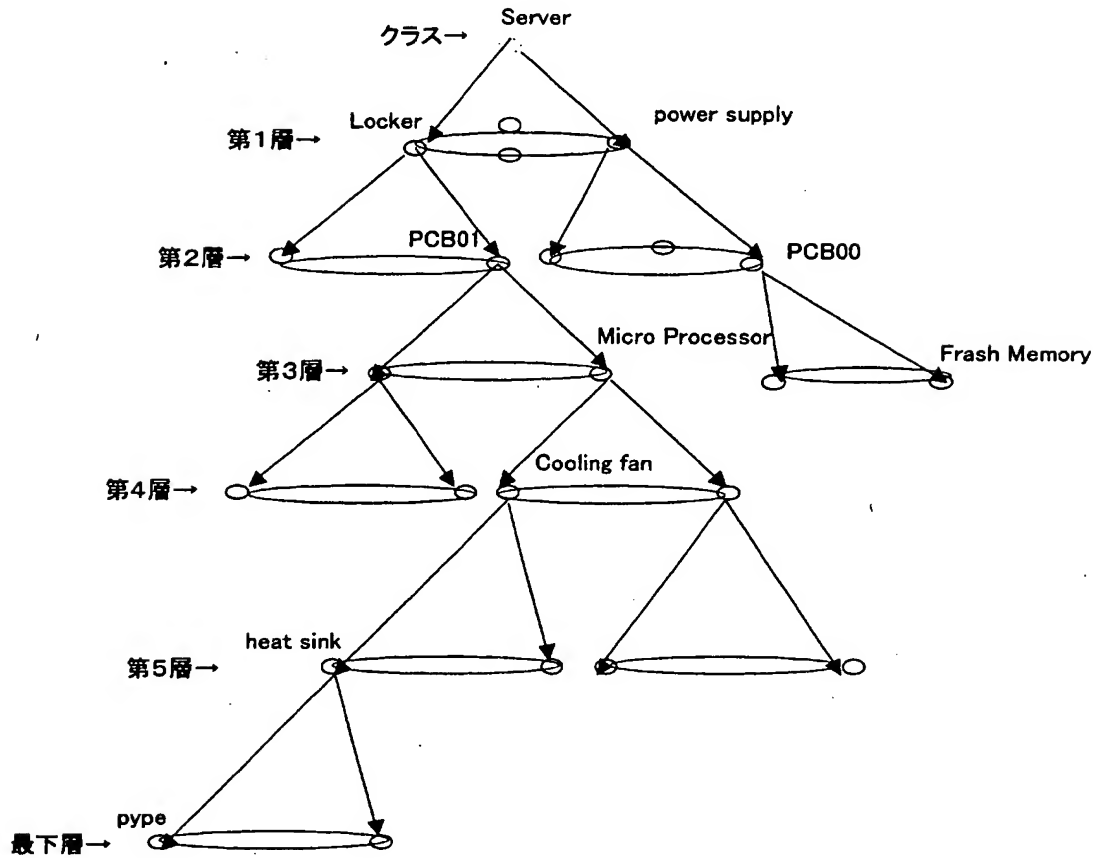 Server
クラス→
Locker
power supply
第1層→
PCB01
PCB00
第2層→
Micro Processor
Frash Memory
第3層→
Cooling fan
第4層→
heat sink
第5層→
pype
最下層→